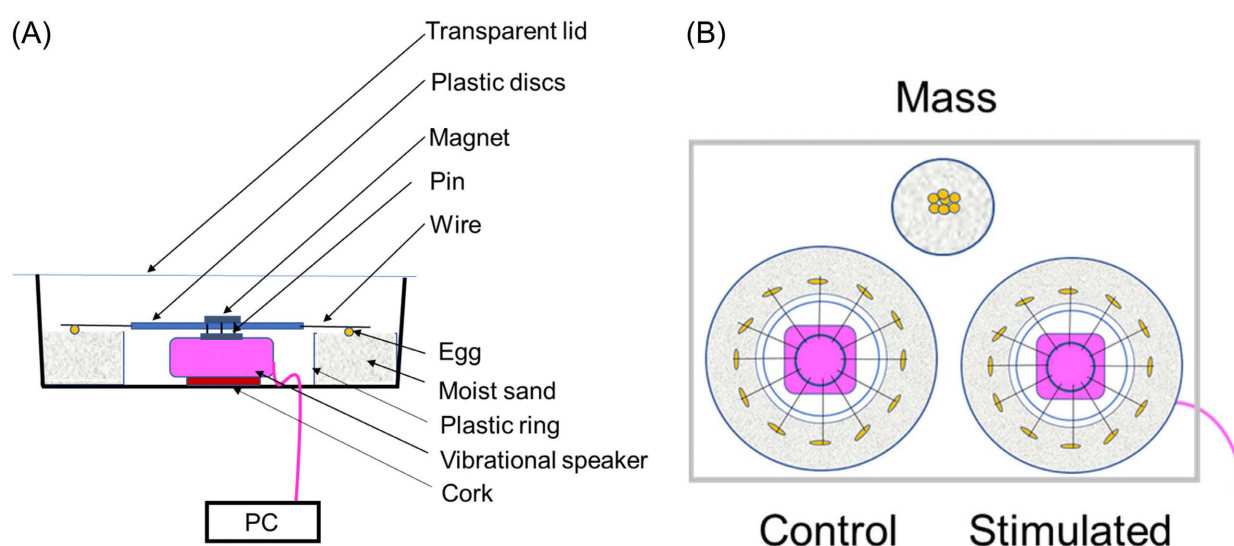 (A)
Transparent lid
Plastic discs
Magnet
Pin
Wire
Egg
Moist sand
Plastic ring
Vibrational speaker
Cork
PC
(B)
Mass
Control
Stimulated